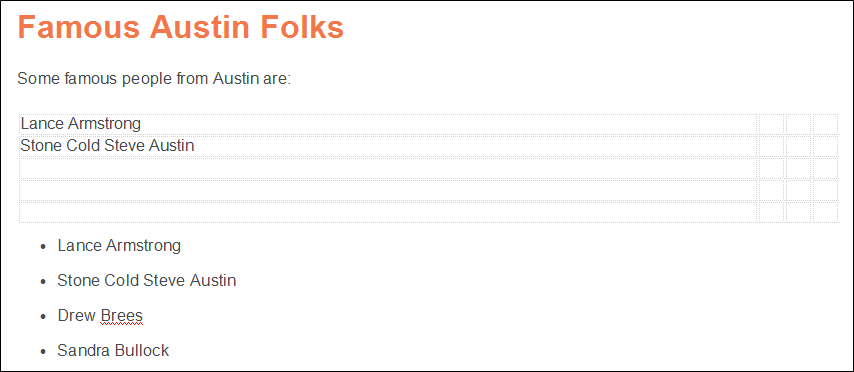 Famous Austin Folks
Some famous people from Austin are:
Lance Armstrong
Stone Cold Steve Austin
• Lance Armstrong
• Stone Cold Steve Austin
• Drew Brees
• Sandra Bullock